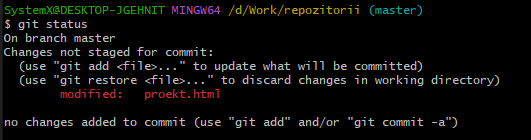 SystemX@DESKTOP-JGEHNIT MINGW64 /d/Work/repozitorii (master)
$ git status
On branch master
Changes not staged for commit:
  (use "git add <file>..." to update what will be committed)
  (use "git restore <file>..." to discard changes in working directory)
        modified:   proekt.html

no changes added to commit (use "git add" and/or "git commit -a")